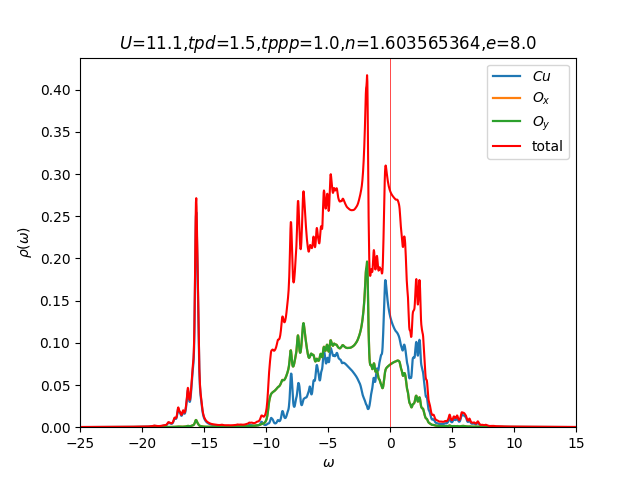 U=11.1,tpd=1.5,tppp=1.0,n=1.603565364,e=8.0
0.40
0.35
0.30
0.25
0.20
0.15
0.10
0.05
0.00
ρ(ω)
Cu
Oₓ
O_y
total
−25 −20 −15 −10 −5 0 5 10 15
ω